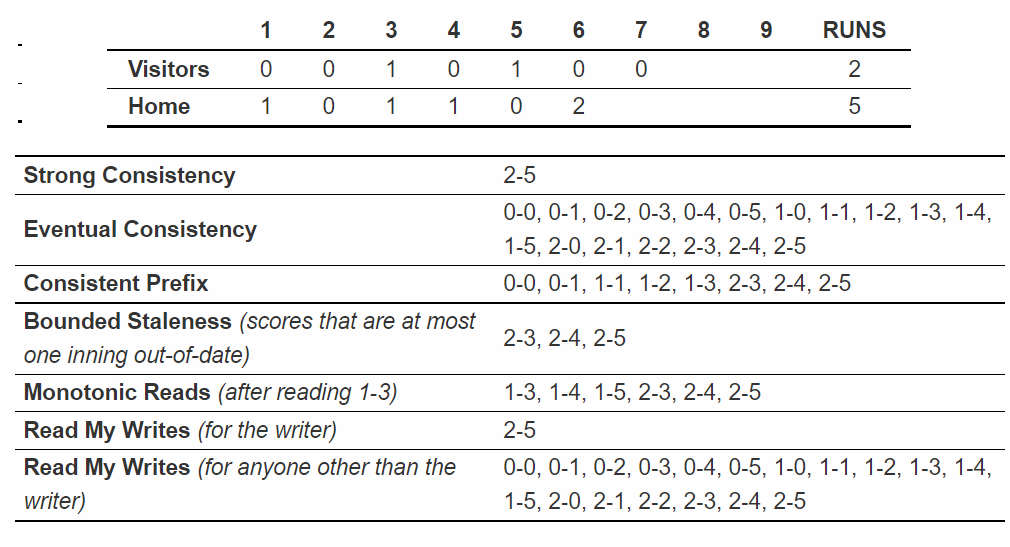 1 2 3 4 5 6 7 8 9 RUNS
Visitors 0 0 1 0 1 0 0 2
Home 1 0 1 1 0 2 5
Strong Consistency 2-5
Eventual Consistency 0-0, 0-1, 0-2, 0-3, 0-4, 0-5, 1-0, 1-1, 1-2, 1-3, 1-4,
1-5, 2-0, 2-1, 2-2, 2-3, 2-4, 2-5
Consistent Prefix 0-0, 0-1, 1-1, 1-2, 1-3, 2-3, 2-4, 2-5
Bounded Staleness (scores that are at most
one inning out-of-date) 2-3, 2-4, 2-5
Monotonic Reads (after reading 1-3) 1-3, 1-4, 1-5, 2-3, 2-4, 2-5
Read My Writes (for the writer) 2-5
Read My Writes (for anyone other than the
writer) 0-0, 0-1, 0-2, 0-3, 0-4, 0-5, 1-0, 1-1, 1-2, 1-3, 1-4,
1-5, 2-0, 2-1, 2-2, 2-3, 2-4, 2-5